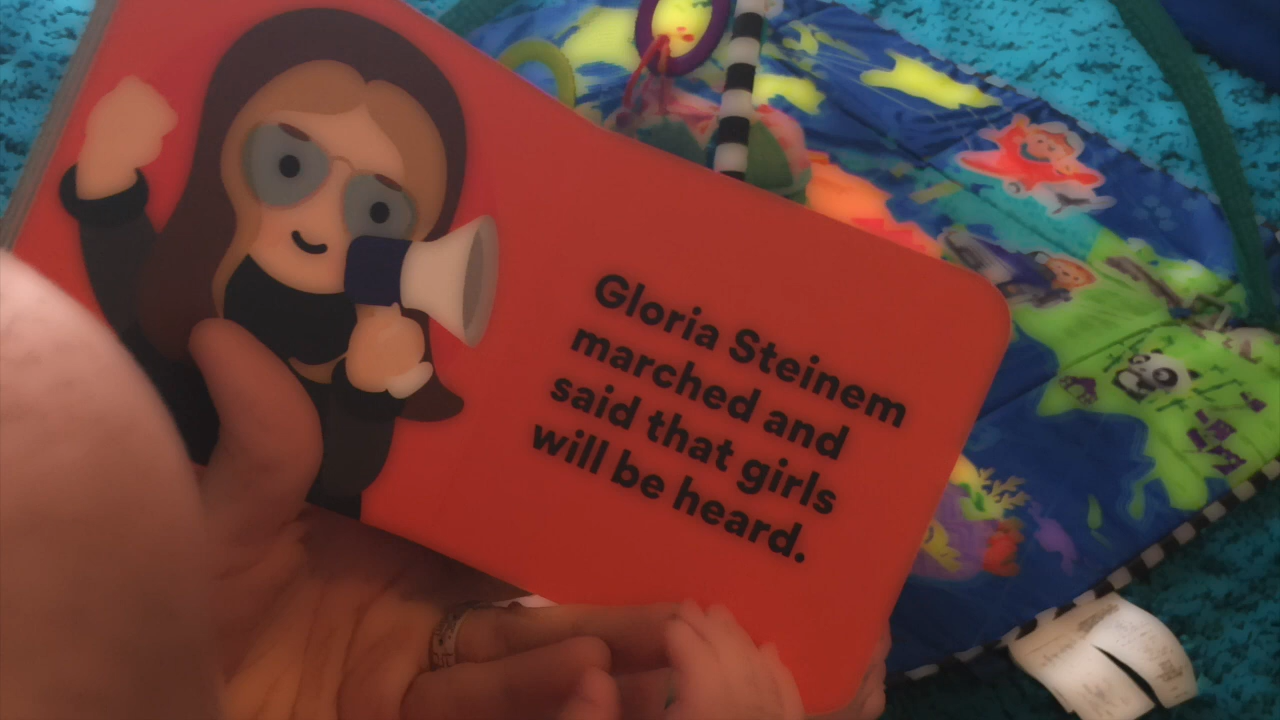 Gloria Steinem
marched and
said that girls
will be heard.